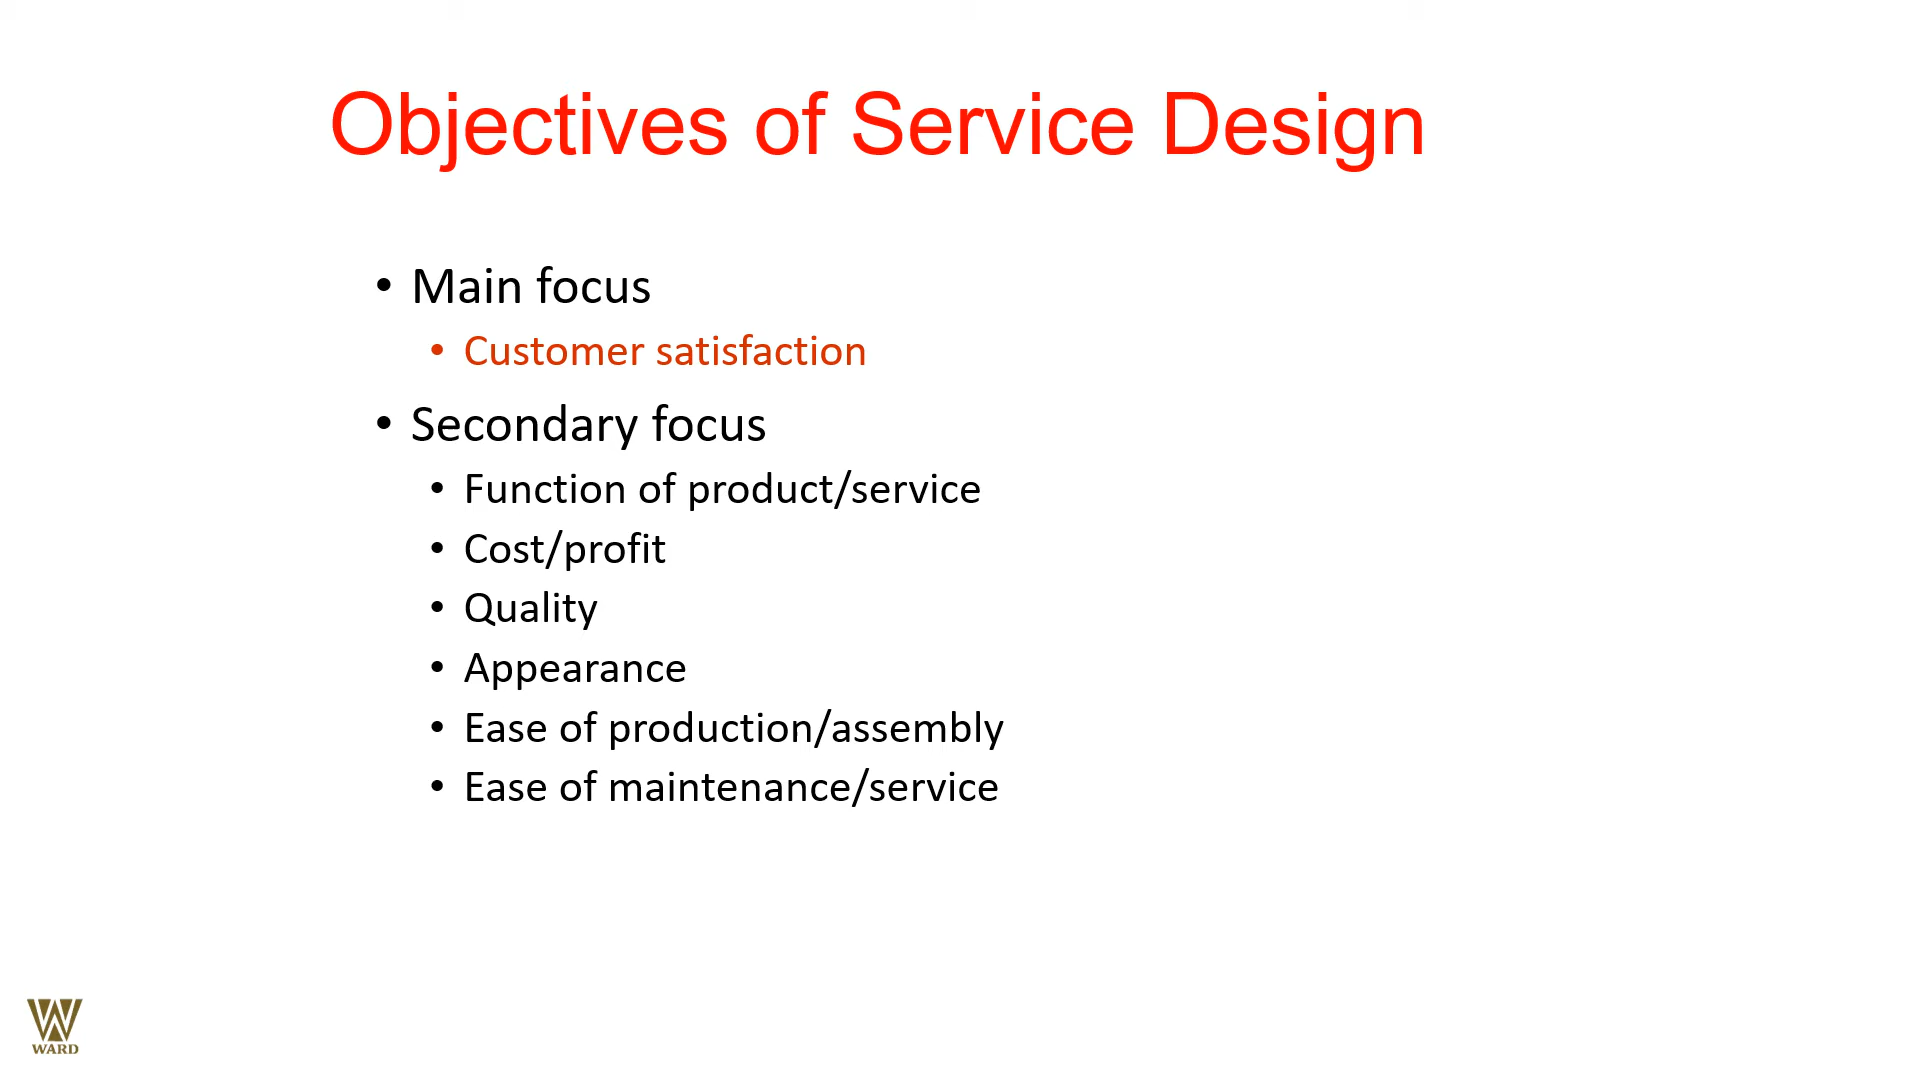 Objectives of Service Design
• Main focus
• Customer satisfaction
• Secondary focus
• Function of product/service
• Cost/profit
• Quality
• Appearance
• Ease of production/assembly
• Ease of maintenance/service
WARD